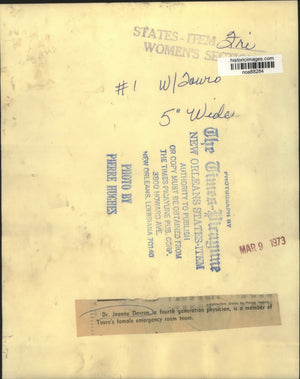 STATES-ITEM
WOMEN'S SECTION
Fri
historicimages.com
noa88284
#1 W/Touro
5" Wide
PHOTOGRAPH BY
The Times-Picayune
NEW ORLEANS STATES-ITEM
AUTHORITY TO PUBLISH
OR COPY MUST BE OBTAINED FROM
THE TIMES-PICAYUNE PUB. CORP.
3800 HOWARD AVE.
NEW ORLEANS, LOUISIANA 70140
PHOTO BY
PIERRE HUGHES
MAR 9 1973
Dr. Jeanne Devron, a fourth generation physician, is a member of
Touro's female emergency room team.